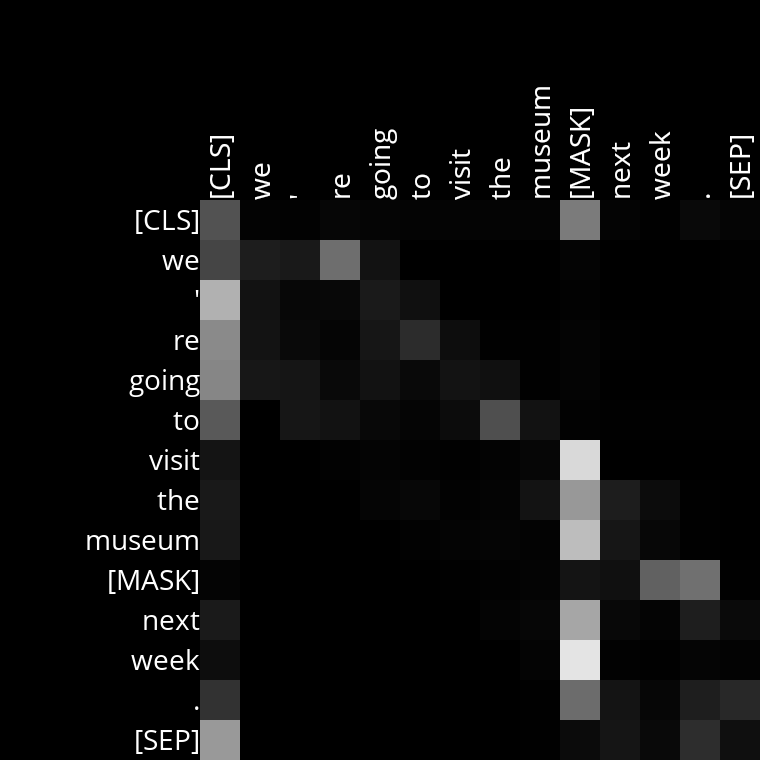 [CLS]
we
'
re
going
to
visit
the
museum
[MASK]
next
week
.
[SEP]
[CLS]
we
'
re
going
to
visit
the
museum
[MASK]
next
week
.
[SEP]